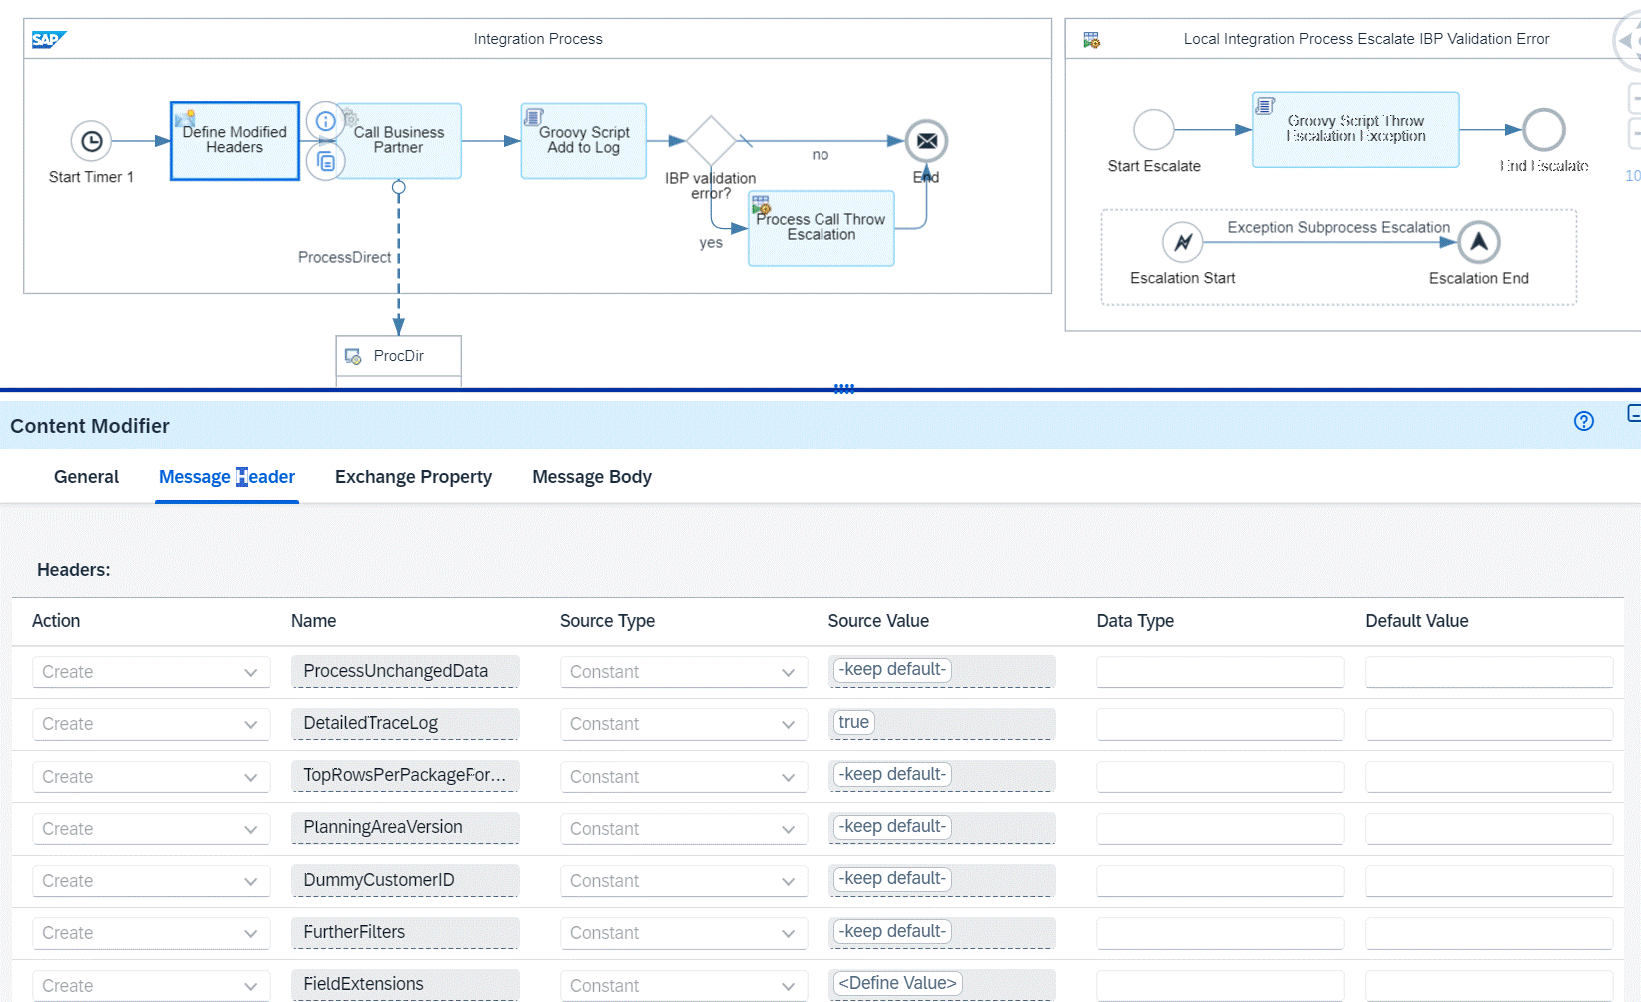 SAP
Integration Process
Start Timer 1
Define Modified
Headers
Call Business
Partner
Groovy Script
Add to Log
IBP validation
error?
no
yes
Process Call Throw
Escalation
End
ProcessDirect
ProcDir
Local Integration Process Escalate IBP Validation Error
Start Escalate
Groovy Script Throw
Escalation Exception
End Escalate
Exception Subprocess Escalation
Escalation Start
Escalation End
10
Content Modifier
General Message Header Exchange Property Message Body
Headers:
Action Name Source Type Source Value Data Type Default Value
Create ProcessUnchangedData Constant -keep default-
Create DetailedTraceLog Constant true
Create TopRowsPerPackageFor... Constant -keep default-
Create PlanningAreaVersion Constant -keep default-
Create DummyCustomerID Constant -keep default-
Create FurtherFilters Constant -keep default-
Create FieldExtensions Constant <Define Value>